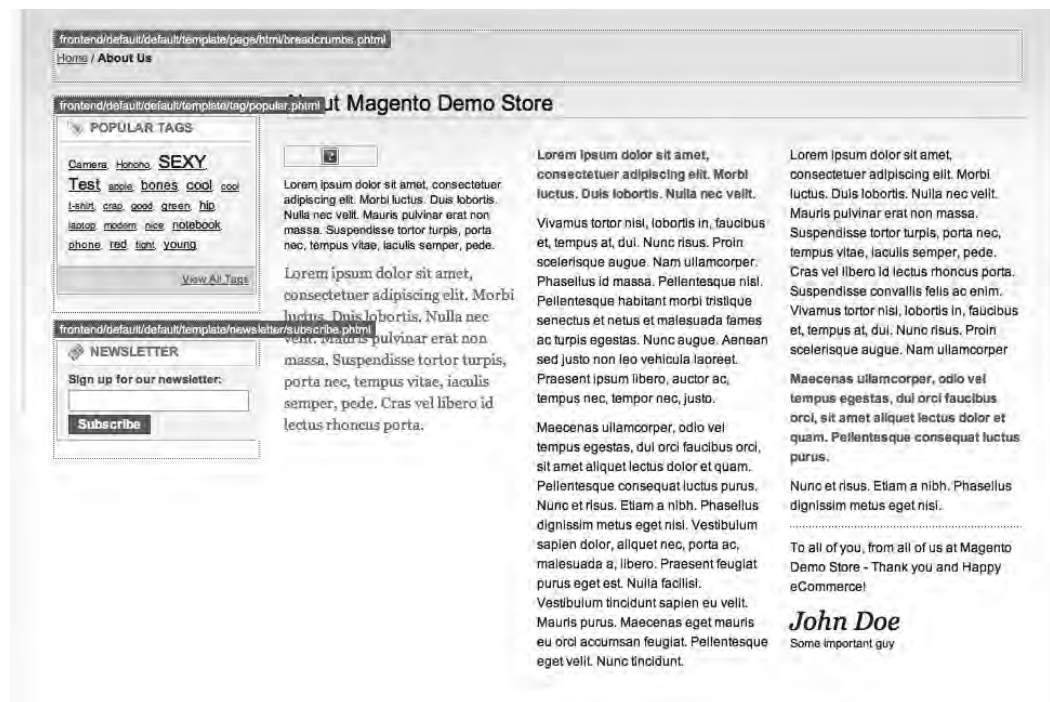 frontend/default/default/template/page/html/breadcrumbs.phtml
Home / About Us
frontend/default/default/template/tag/popular.phtml
ut Magento Demo Store
POPULAR TAGS
Camera Honoho SEXY
Test apple bones cool cool
t-shirt crap good green hip
laptop modern nice notebook
phone red tight young
View All Tags
frontend/default/default/template/newsletter/subscribe.phtml
NEWSLETTER
Sign up for our newsletter:
Subscribe
Lorem ipsum dolor sit amet, consectetuer
adipiscing elit. Morbi luctus. Duis lobortis.
Nulla nec velit. Mauris pulvinar erat non
massa. Suspendisse tortor turpis, porta
nec, tempus vitae, iaculis semper, pede.
Lorem ipsum dolor sit amet,
consectetuer adipiscing elit. Morbi
luctus. Duis lobortis. Nulla nec
velit. Mauris pulvinar erat non
massa. Suspendisse tortor turpis,
porta nec, tempus vitae, iaculis
semper, pede. Cras vel libero id
lectus rhoncus porta.
Lorem ipsum dolor sit amet,
consectetuer adipiscing elit. Morbi
luctus. Duis lobortis. Nulla nec velit.
Vivamus tortor nisl, lobortis in, faucibus
et, tempus at, dui. Nunc risus. Proin
scelerisque augue. Nam ullamcorper.
Phasellus id massa. Pellentesque nisl.
Pellentesque habitant morbi tristique
senectus et netus et malesuada fames
ac turpis egestas. Nunc augue. Aenean
sed justo non leo vehicula laoreet.
Praesent ipsum libero, auctor ac,
tempus nec, tempor nec, justo.
Maecenas ullamcorper, odio vel
tempus egestas, dui orci faucibus orci,
sit amet aliquet lectus dolor et quam.
Pellentesque consequat luctus purus.
Nunc et risus. Etiam a nibh. Phasellus
dignissim metus eget nisi. Vestibulum
sapien dolor, aliquet nec, porta ac,
malesuada a, libero. Praesent feugiat
purus eget est. Nulla facilisi.
Vestibulum tincidunt sapien eu velit.
Mauris purus. Maecenas eget mauris
eu orci accumsan feugiat. Pellentesque
eget velit. Nunc tincidunt.
Lorem ipsum dolor sit amet,
consectetuer adipiscing elit. Morbi
luctus. Duis lobortis. Nulla nec velit.
Mauris pulvinar erat non massa.
Suspendisse tortor turpis, porta nec,
tempus vitae, iaculis semper, pede.
Cras vel libero id lectus rhoncus porta.
Suspendisse convallis felis ac enim.
Vivamus tortor nisl, lobortis in, faucibus
et, tempus at, dui. Nunc risus. Proin
scelerisque augue. Nam ullamcorper
Maecenas ullamcorper, odio vel
tempus egestas, dui orci faucibus
orci, sit amet aliquet lectus dolor et
quam. Pellentesque consequat luctus
purus.
Nunc et risus. Etiam a nibh. Phasellus
dignissim metus eget nisi.
To all of you, from all of us at Magento
Demo Store - Thank you and Happy
eCommerce!
John Doe
Some important guy